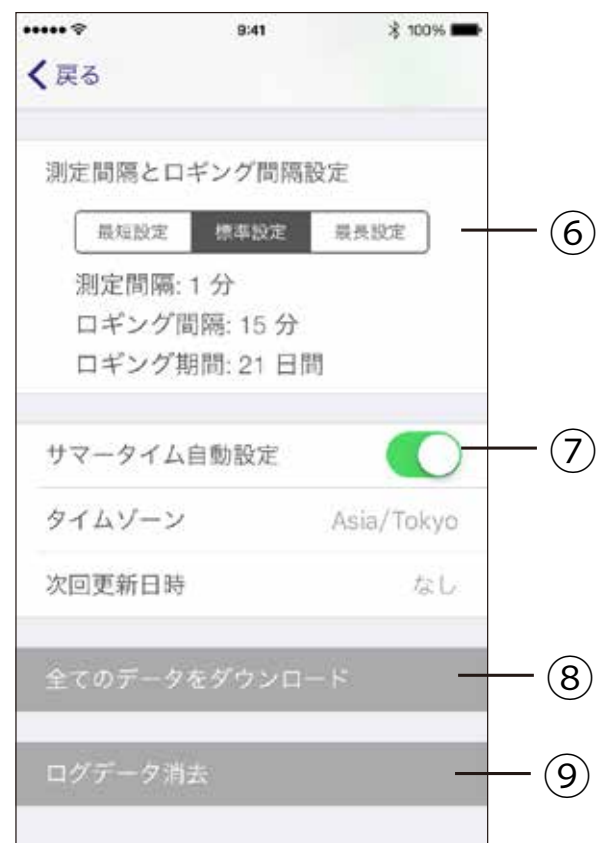 9:41 100%
戻る
測定間隔とロギング間隔設定
最短設定 標準設定 最長設定 ⑥
測定間隔: 1 分
ロギング間隔: 15 分
ロギング期間: 21 日間
サマータイム自動設定 ⑦
タイムゾーン Asia/Tokyo
次回更新日時 なし
全てのデータをダウンロード ⑧
ログデータ消去 ⑨